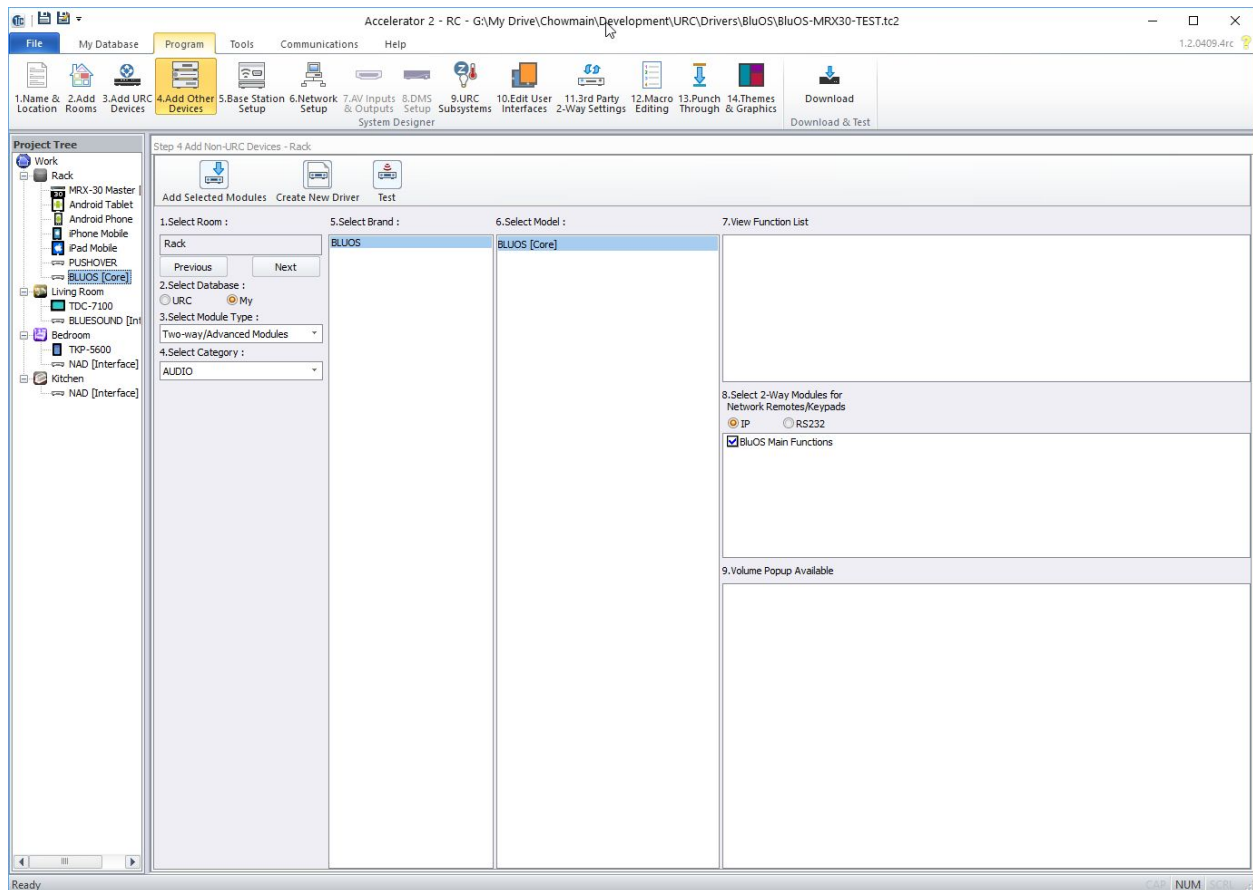 Accelerator 2 - RC - G:\My Drive\Chowmain\Development\URC\Drivers\BluOS\BluOS-MRX30-TEST.tc2
File My Database Program Tools Communications Help 1.2.0409.4rc
1.Name & Location
2.Add Rooms
3.Add URC Devices
4.Add Other Devices
5.Base Station Setup
6.Network Setup
7.AV Inputs & Outputs
8.DMS Setup
9.URC Subsystems
10.Edit User Interfaces
11.3rd Party 2-Way Settings
12.Macro Editing
13.Punch Through
14.Themes & Graphics
Download
System Designer
Download & Test
Project Tree
Work
Rack
MRX-30 Master [
Android Tablet
Android Phone
iPhone Mobile
iPad Mobile
PUSHOVER
BLUOS [Core]
Living Room
TDC-7100
BLUESOUND [Int
Bedroom
TKP-5600
NAD [Interface]
Kitchen
NAD [Interface]
Step 4 Add Non-URC Devices - Rack
Add Selected Modules Create New Driver Test
1.Select Room :
Rack
Previous Next
2.Select Database :
URC My
3.Select Module Type :
Two-way/Advanced Modules
4.Select Category :
AUDIO
5.Select Brand :
BLUOS
6.Select Model :
BLUOS [Core]
7.View Function List
8.Select 2-Way Modules for
Network Remotes/Keypads
IP RS232
BluOS Main Functions
9.Volume Popup Available
Ready CAP NUM SCRL